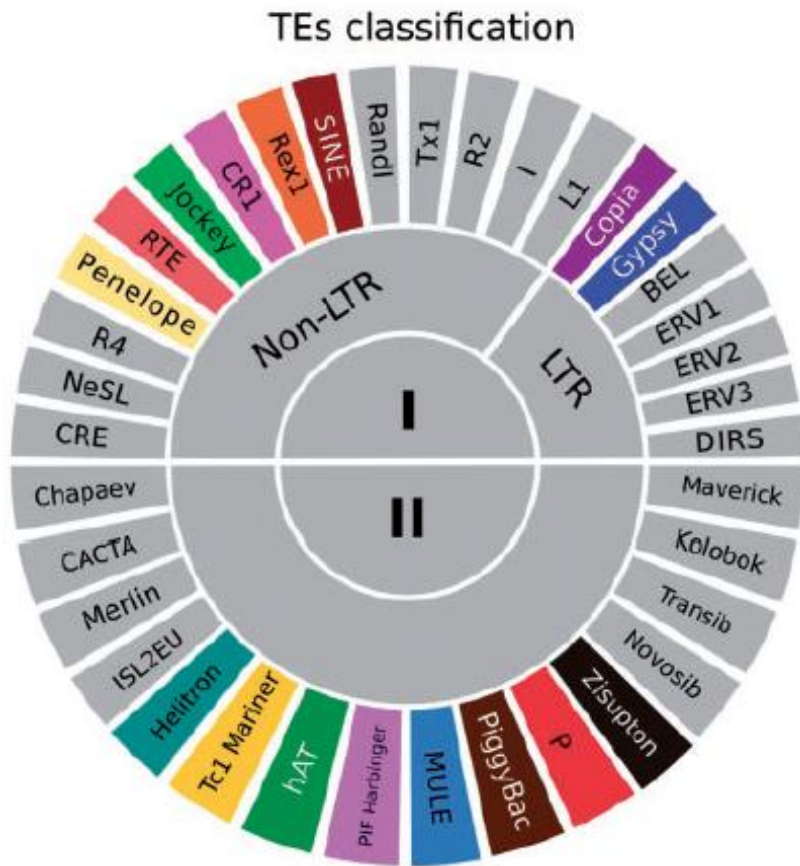 TEs classification
CRE
NeSL
R4
Penelope
RTE
Jockey
CR1
Rex1
SINE
RandI
Tx1
R2
I
L1
Copia
Gypsy
BEL
ERV1
ERV2
ERV3
DIRS
Non-LTR
LTR
I
II
Maverick
Kolobok
Transib
Novosib
Zisupton
P
PiggyBac
MULE
PIF Harbinger
hAT
Tc1 Mariner
Helitron
ISL2EU
Merlin
CACTA
Chapaev